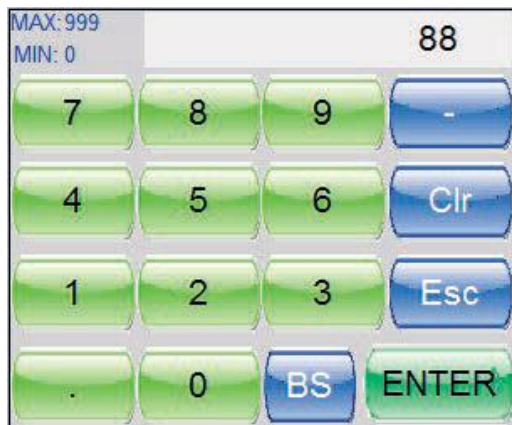 MAX: 999
MIN: 0
88
7 8 9 -
4 5 6 Clr
1 2 3 Esc
. 0 BS ENTER